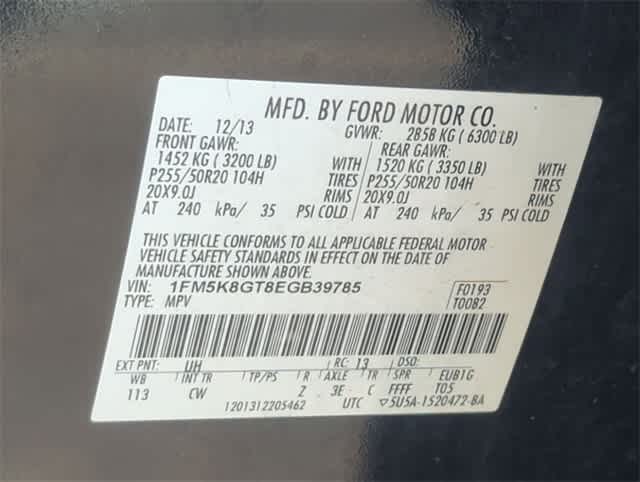 MFD. BY FORD MOTOR CO.
DATE: 12/13 GVWR: 2858 KG ( 6300 LB)
FRONT GAWR: REAR GAWR:
1452 KG ( 3200 LB) WITH 1520 KG ( 3350 LB) WITH
P255/50R20 104H TIRES P255/50R20 104H TIRES
20X9.0J RIMS 20X9.0J RIMS
AT 240 kPa/ 35 PSI COLD AT 240 kPa/ 35 PSI COLD
THIS VEHICLE CONFORMS TO ALL APPLICABLE FEDERAL MOTOR
VEHICLE SAFETY STANDARDS IN EFFECT ON THE DATE OF
MANUFACTURE SHOWN ABOVE.
VIN: 1FM5K8GT8EGB39785 F0193
TYPE: MPV T0082
EXT PNT: UH RC: 13 DSO:
WB INT TR TP/PS R AXLE TR SPR EUB1G
113 CW Z 3E C FFFF T05
1201312205462 UTC ▽5U5A-1520472-BA